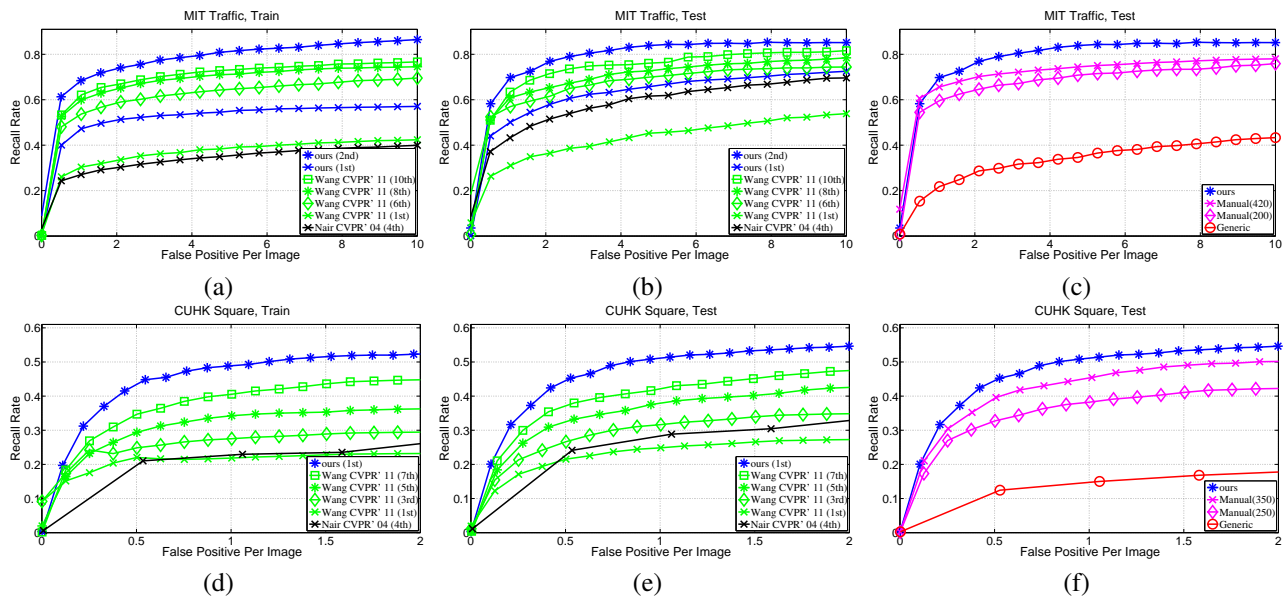 MIT Traffic, Train
Recall Rate
0.8
0.6
0.4
0.2
0
0 2 4 6 8 10
False Positive Per Image
ours (2nd)
ours (1st)
Wang CVPR' 11 (10th)
Wang CVPR' 11 (8th)
Wang CVPR' 11 (6th)
Wang CVPR' 11 (1st)
Nair CVPR' 04 (4th)
(a)
MIT Traffic, Test
Recall Rate
0.8
0.6
0.4
0.2
0
0 2 4 6 8 10
False Positive Per Image
ours (2nd)
ours (1st)
Wang CVPR' 11 (10th)
Wang CVPR' 11 (8th)
Wang CVPR' 11 (6th)
Wang CVPR' 11 (1st)
Nair CVPR' 04 (4th)
(b)
MIT Traffic, Test
Recall Rate
0.8
0.6
0.4
0.2
0
0 2 4 6 8 10
False Positive Per Image
ours
Manual(420)
Manual(200)
Generic
(c)
CUHK Square, Train
Recall Rate
0.6
0.5
0.4
0.3
0.2
0.1
0
0 0.5 1 1.5 2
False Positive Per Image
ours (1st)
Wang CVPR' 11 (7th)
Wang CVPR' 11 (5th)
Wang CVPR' 11 (3rd)
Wang CVPR' 11 (1st)
Nair CVPR' 04 (4th)
(d)
CUHK Square, Test
Recall Rate
0.6
0.5
0.4
0.3
0.2
0.1
0
0 0.5 1 1.5 2
False Positive Per Image
ours (1st)
Wang CVPR' 11 (7th)
Wang CVPR' 11 (5th)
Wang CVPR' 11 (3rd)
Wang CVPR' 11 (1st)
Nair CVPR' 04 (4th)
(e)
CUHK Square, Test
Recall Rate
0.6
0.5
0.4
0.3
0.2
0.1
0
0 0.5 1 1.5 2
False Positive Per Image
ours
Manual(350)
Manual(250)
Generic
(f)